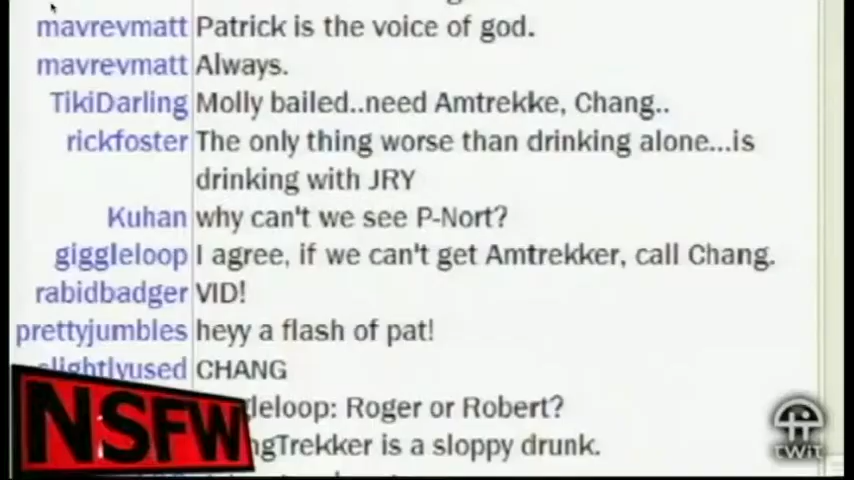 mavrevmatt Patrick is the voice of god.
mavrevmatt Always.
TikiDarling Molly bailed..need Amtrekke, Chang..
rickfoster The only thing worse than drinking alone...is
drinking with JRY
Kuhan why can't we see P-Nort?
giggleloop I agree, if we can't get Amtrekker, call Chang.
rabidbadger VID!
prettyjumbles heyy a flash of pat!
slightlyused CHANG
leloop: Roger or Robert?
ngTrekker is a sloppy drunk.
NSFW
TWiT